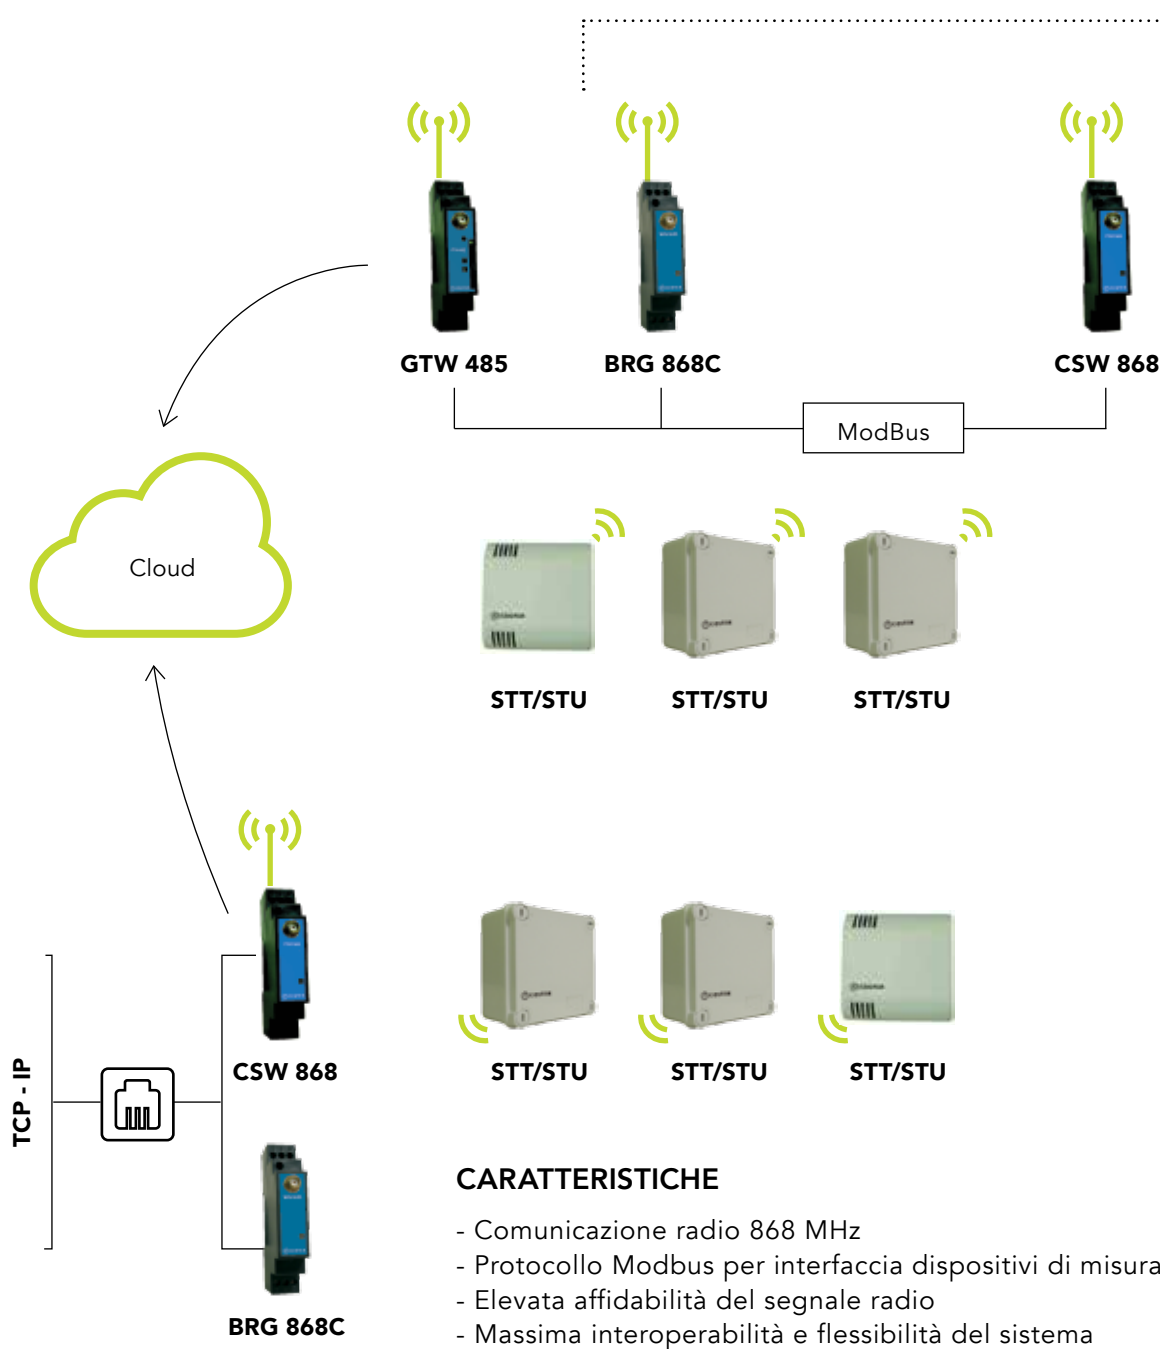 GTW 485
BRG 868C
CSW 868
ModBus
Cloud
STT/STU
STT/STU
STT/STU
CSW 868
STT/STU
STT/STU
STT/STU
TCP - IP
BRG 868C
CARATTERISTICHE
- Comunicazione radio 868 MHz
- Protocollo Modbus per interfaccia dispositivi di misura
- Elevata affidabilità del segnale radio
- Massima interoperabilità e flessibilità del sistema